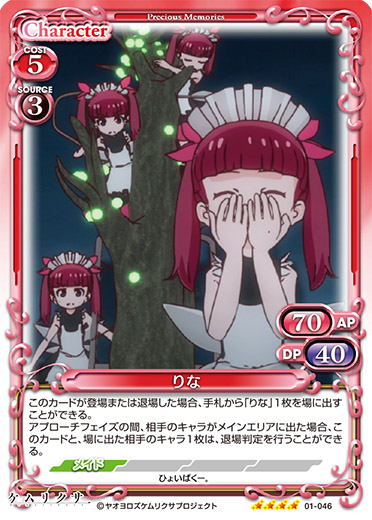 Precious Memories
Character
COST
5
SOURCE
3
70 AP
DP 40
りな
このカードが登場または退場した場合、手札から「りな」1枚を場に出す
ことができる。
アプローチフェイズの間、相手のキャラがメインエリアに出た場合、こ
のカードと、場に出た相手のキャラ1枚は、退場判定を行うことができ
る。
メイド
ひょいぱくー。
ケムリクサ
©ヤオヨロズケムリクサプロジェクト
01-046